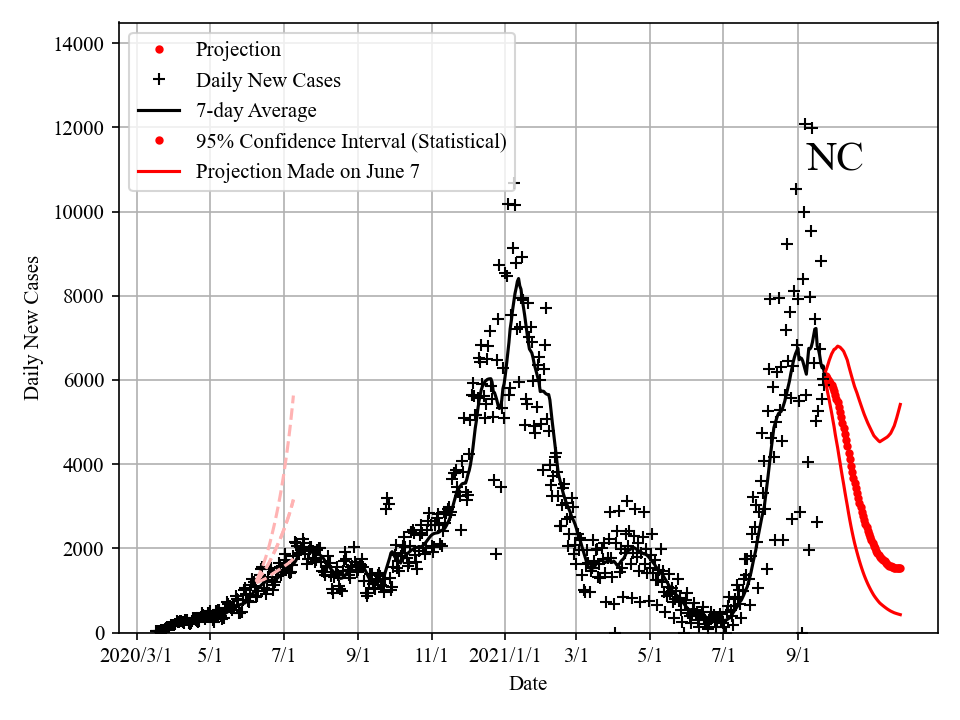 14000
12000
10000
8000
6000
4000
2000
0
Daily New Cases
Projection
Daily New Cases
7-day Average
95% Confidence Interval (Statistical)
Projection Made on June 7
NC
2020/3/1 5/1 7/1 9/1 11/1 2021/1/1 3/1 5/1 7/1 9/1
Date